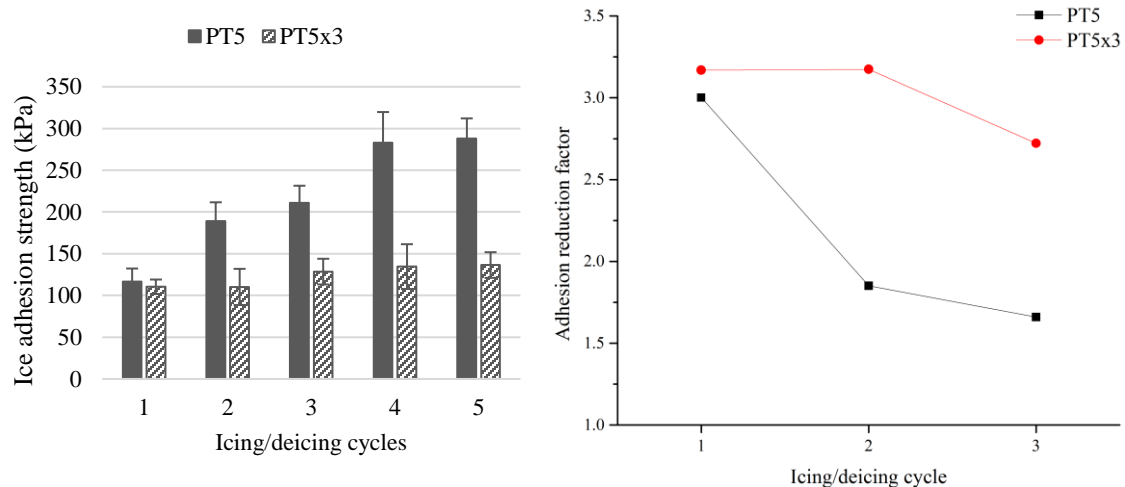 PT5 PT5x3
Ice adhesion strength (kPa)
350
300
250
200
150
100
50
0
1 2 3 4 5
Icing/deicing cycles
PT5
PT5x3
Adhesion reduction factor
3.5
3.0
2.5
2.0
1.5
1.0
1 2 3
Icing/deicing cycle